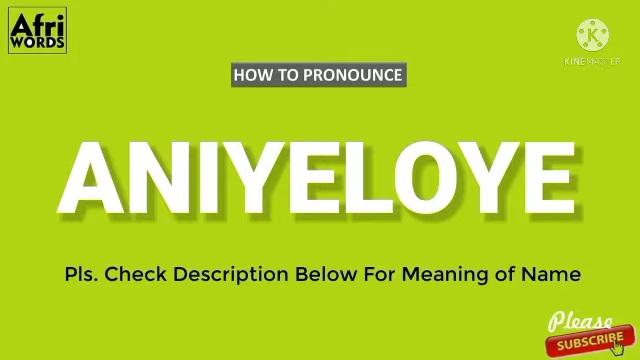 Afri
WORDS
KINEMASTER
HOW TO PRONOUNCE
ANIYELOYE
Pls. Check Description Below For Meaning of Name
Please
SUBSCRIBE